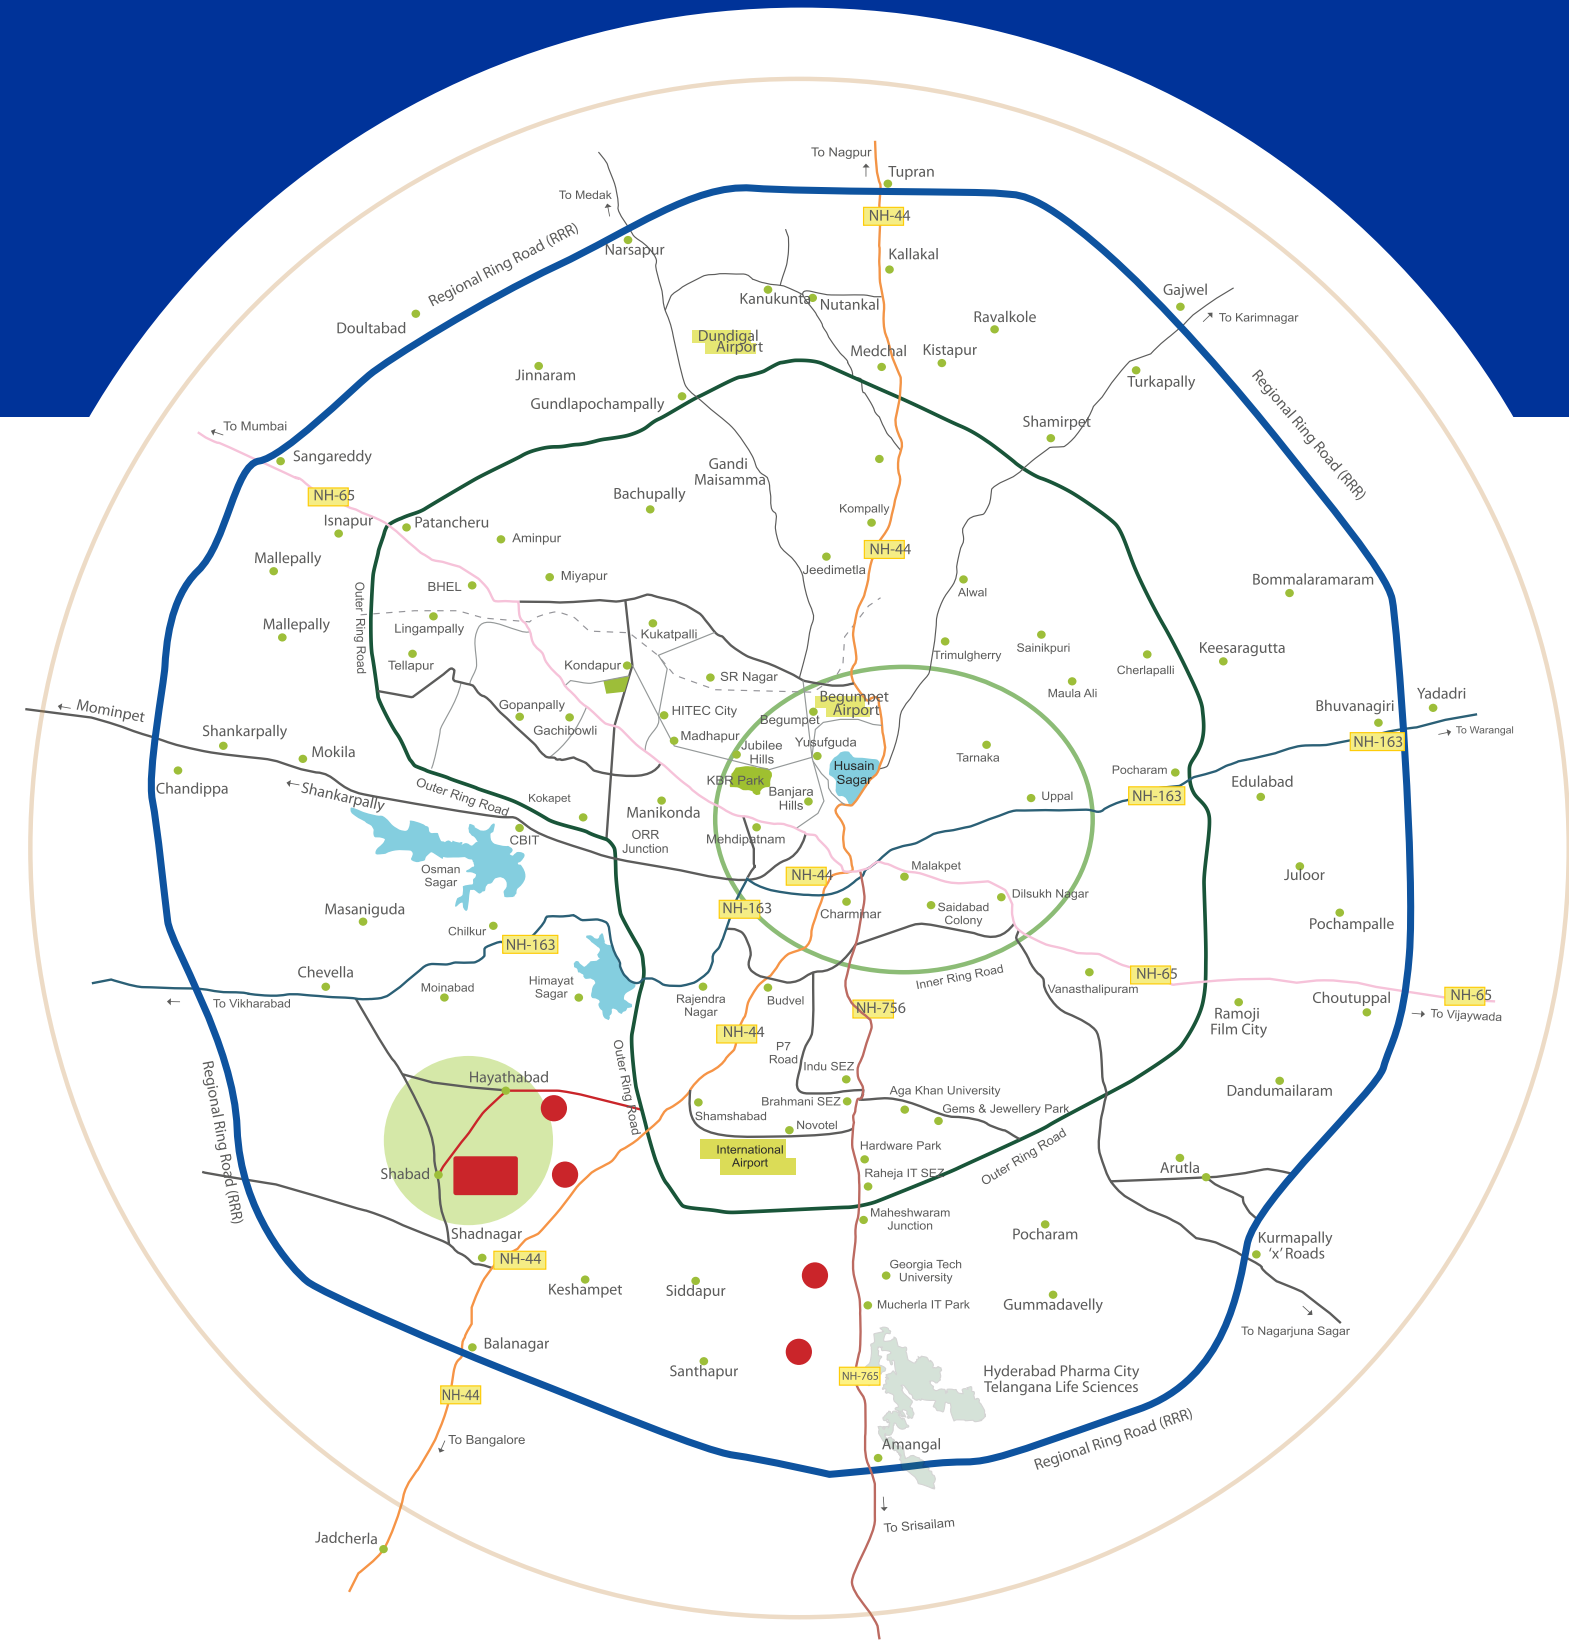 To Nagpur
Tupran
To Medak
NH-44
Regional Ring Road (RRR)
Narsapur
Kallakal
Gajwel
Kanukunta
Nutankal
To Karimnagar
Doultabad
Ravalkole
Dundigal
Airport
Medchal
Kistapur
Jinnaram
Turkapally
Gundlapochampally
Regional Ring Road (RRR)
Shamirpet
To Mumbai
Sangareddy
Gandi
Maisamma
NH-65
Bachupally
Isnapur
Patancheru
Kompally
Aminpur
NH-44
Mallepally
Jeedimetla
BHEL
Miyapur
Bommalaramaram
Alwal
Outer Ring Road
Mallepally
Lingampally
Kukatpalli
Trimulgherry
Sainikpuri
Keesaragutta
Tellapur
Kondapur
Cherlapalli
SR Nagar
Maula Ali
Begumpet
Airport
Yadadri
Mominpet
Gopanpally
HITEC City
Begumpet
Bhuvanagiri
Gachibowli
Shankarpally
Madhapur
Jubilee
Hills
Yusufguda
NH-163
To Warangal
Mokila
Tarnaka
Husain
Sagar
Pocharam
Chandippa
KBR Park
Edulabad
Outer Ring Road
Shankarpally
Kokapet
Banjara
Hills
Uppal
NH-163
Manikonda
CBIT
ORR
Junction
Mehdipatnam
Osman
Sagar
NH-44
Malakpet
Juloor
Dilsukh Nagar
Masaniguda
NH-163
Charminar
Saidabad
Colony
Pochampalle
Chilkur
NH-163
Chevella
Himayat
Sagar
Inner Ring Road
NH-65
Moinabad
Vanasthalipuram
To Vikharabad
Rajendra
Nagar
Budvel
NH-756
Choutuppal
NH-65
Ramoji
Film City
To Vijaywada
NH-44
P7
Road
Regional Ring Road (RRR)
Outer Ring Road
Hayathabad
Indu SEZ
Dandumailaram
Aga Khan University
Brahmani SEZ
Gems & Jewellery Park
Shamshabad
Novotel
International
Airport
Hardware Park
Outer Ring Road
Shabad
Raheja IT SEZ
Arutla
Maheshwaram
Junction
Shadnagar
Pocharam
Kurmapally
‘x’ Roads
NH-44
Georgia Tech
University
Keshampet
Siddapur
Mucherla IT Park
Gummadavelly
To Nagarjuna Sagar
Balanagar
Santhapur
NH-765
Hyderabad Pharma City
Telangana Life Sciences
NH-44
To Bangalore
Amangal
Regional Ring Road (RRR)
To Srisailam
Jadcherla